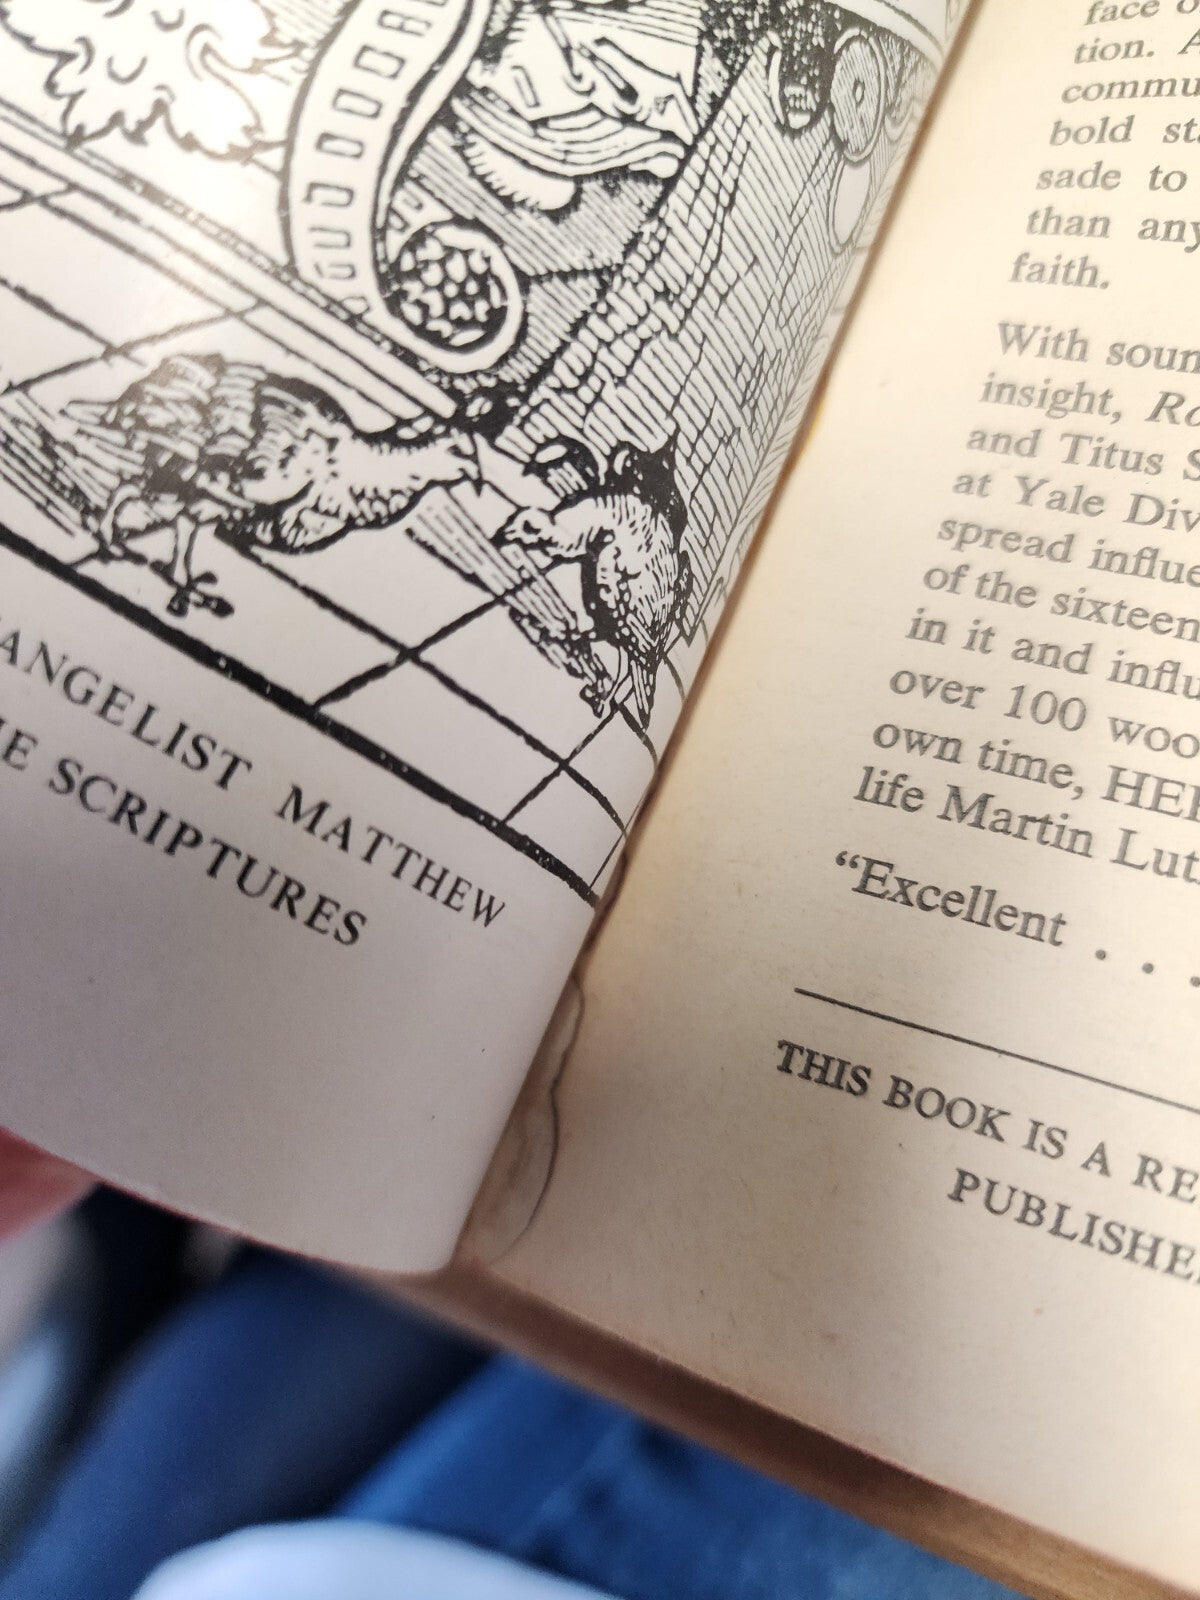 ANGELIST MATTHEW
HE SCRIPTURES
face
tion.
commu
bold
sade to
than any
faith.
With soun
insight,
and Titus S
at Yale Div
spread influe
of the sixteen
in it and influ
over 100 woo
own time, HER
life Martin Lut
“Excellent . . .
THIS BOOK IS A RE
PUBLISHE